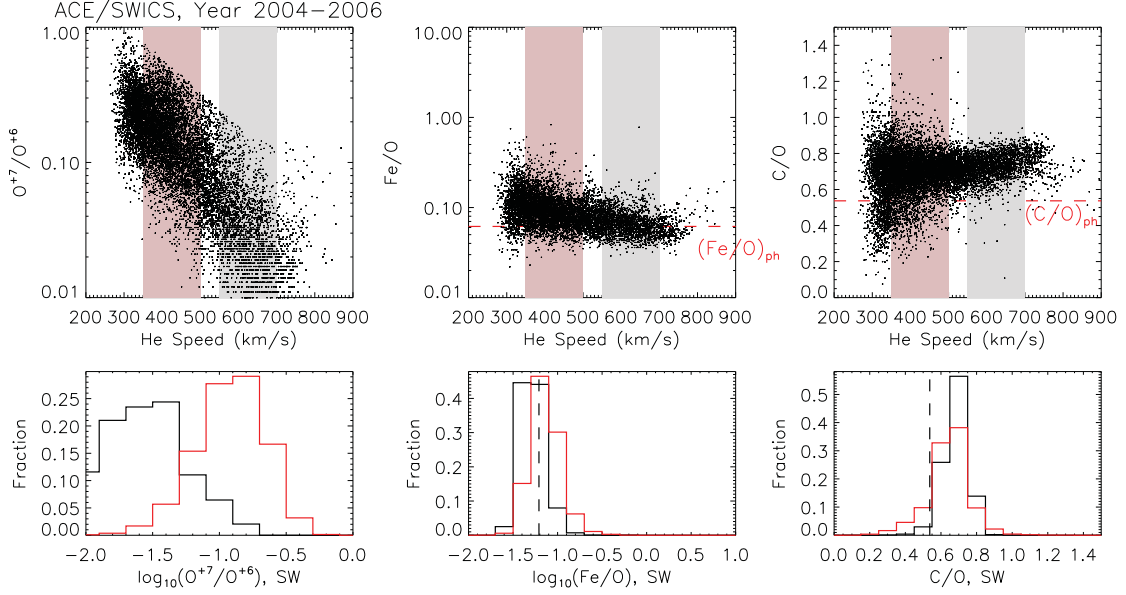 ACE/SWICS, Year 2004−2006
1.00
0.10
0.01
O⁺⁷/O⁺⁶
200 300 400 500 600 700 800 900
He Speed (km/s)
10.00
1.00
0.10
0.01
Fe/O
(Fe/O)ph
200 300 400 500 600 700 800 900
He Speed (km/s)
1.4
1.2
1.0
0.8
0.6
0.4
0.2
0.0
C/O
(C/O)ph
200 300 400 500 600 700 800 900
He Speed (km/s)
0.25
0.20
0.15
0.10
0.05
0.00
Fraction
−2.0 −1.5 −1.0 −0.5 0.0
log₁₀(O⁺⁷/O⁺⁶), SW
0.4
0.3
0.2
0.1
0.0
Fraction
−2.0 −1.5 −1.0 −0.5 0.0 0.5 1.0
log₁₀(Fe/O), SW
0.5
0.4
0.3
0.2
0.1
0.0
Fraction
0.0 0.2 0.4 0.6 0.8 1.0 1.2 1.4
C/O, SW